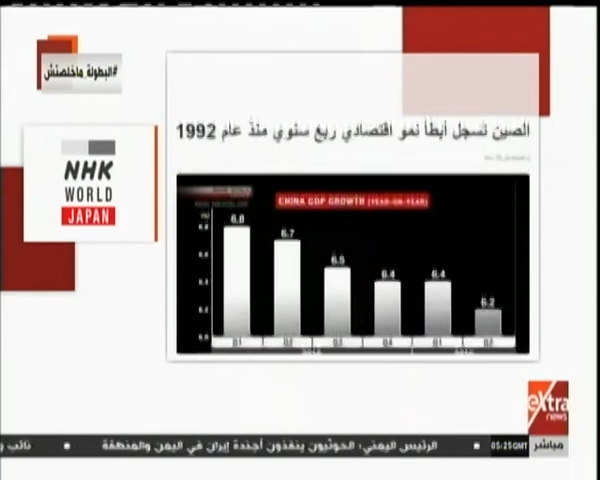 #البطولة_ماخلصتش
الصين تسجل أبطأ نمو اقتصادي ربع سنوي منذ عام 1992
NHK
WORLD
JAPAN
CHINA GDP GROWTH (YEAR-ON-YEAR)
6.8
6.7
6.5
6.4
6.4
6.2
Q1 Q2 Q3 Q4 Q1 Q2
eXtra
news
مباشر
05:25GMT
الرئيس اليمني: الحوثيون ينفذون أجندة إيران في اليمن والمنطقة
نائب